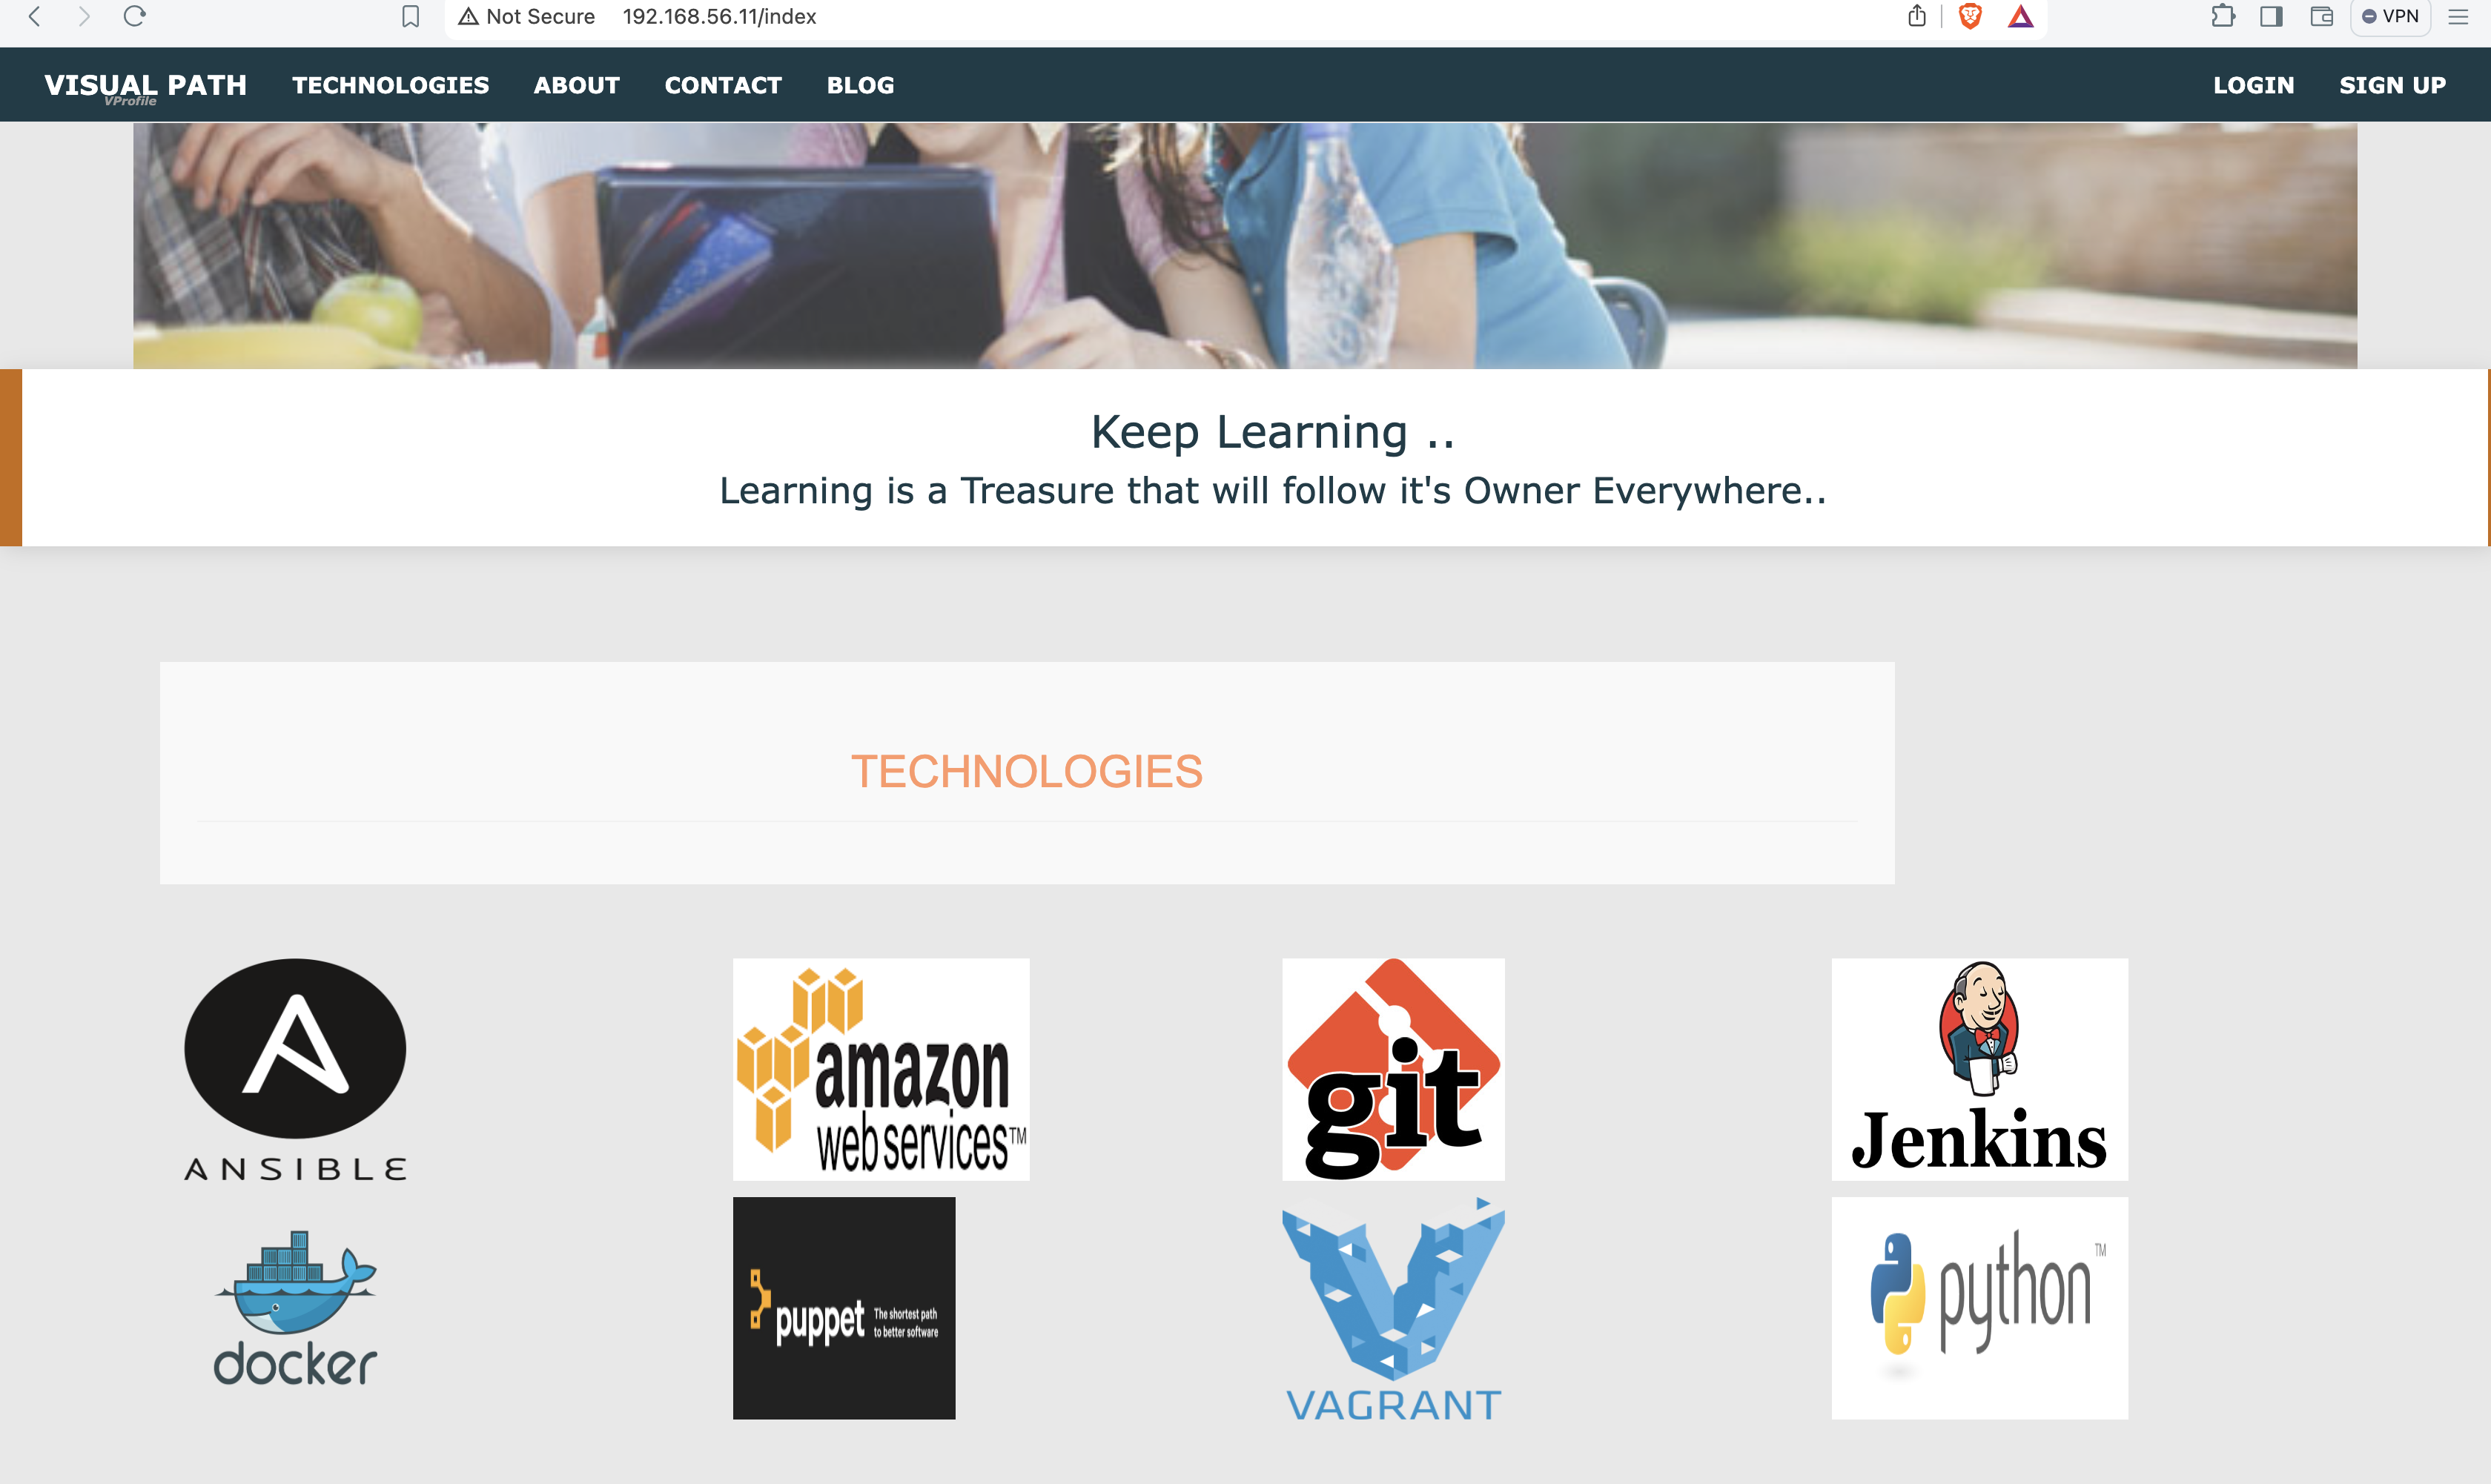 Not Secure 192.168.56.11/index
VPN
VISUAL PATH
VProfile
TECHNOLOGIES
ABOUT
CONTACT
BLOG
LOGIN
SIGN UP
Keep Learning ..
Learning is a Treasure that will follow it's Owner Everywhere..
TECHNOLOGIES
ANSIBLE
amazon
web services™
git
Jenkins
docker
puppet
The shortest path
to better software
VAGRANT
python™